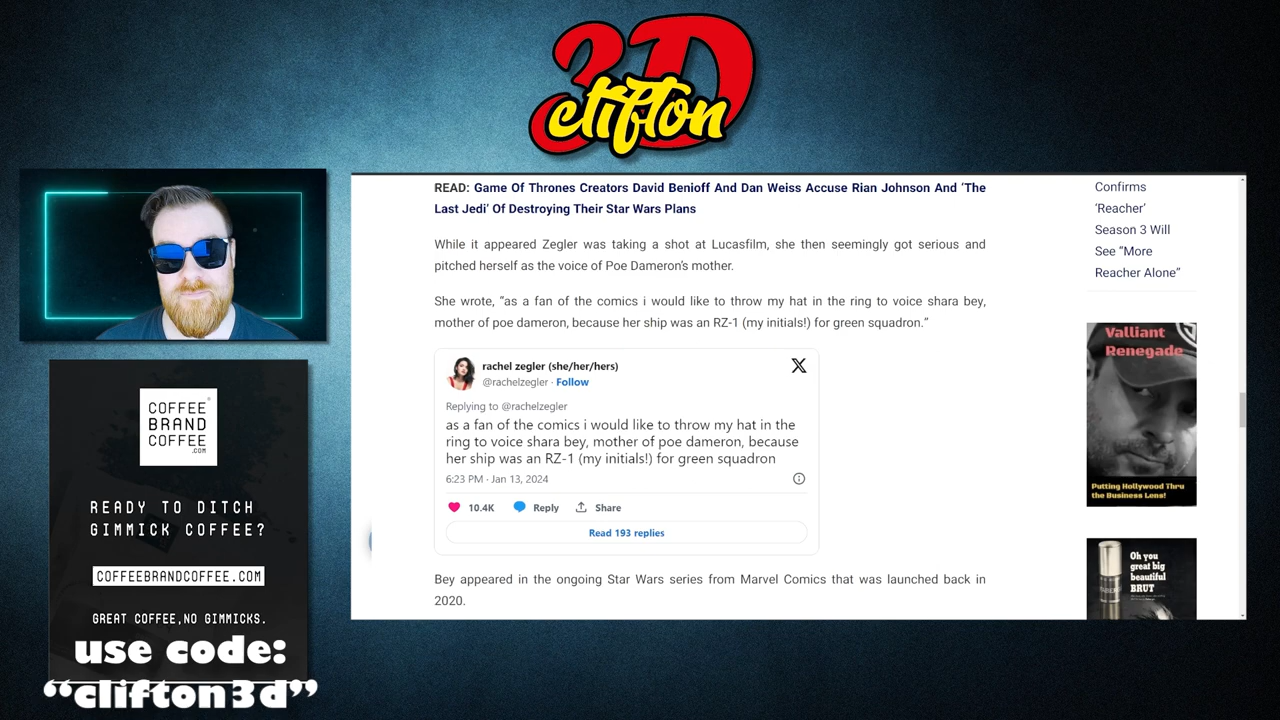 3D
clifton
READ: Game Of Thrones Creators David Benioff And Dan Weiss Accuse Rian Johnson And ‘The
Last Jedi’ Of Destroying Their Star Wars Plans
While it appeared Zegler was taking a shot at Lucasfilm, she then seemingly got serious and
pitched herself as the voice of Poe Dameron’s mother.
She wrote, “as a fan of the comics i would like to throw my hat in the ring to voice shara bey,
mother of poe dameron, because her ship was an RZ-1 (my initials!) for green squadron.”
rachel zegler (she/her/hers)
@rachelzegler · Follow
Replying to @rachelzegler
as a fan of the comics i would like to throw my hat in the
ring to voice shara bey, mother of poe dameron, because
her ship was an RZ-1 (my initials!) for green squadron
6:23 PM · Jan 13, 2024
10.4K Reply Share
Read 193 replies
Bey appeared in the ongoing Star Wars series from Marvel Comics that was launched back in
2020.
Confirms
‘Reacher’
Season 3 Will
See “More
Reacher Alone”
Valliant
Renegade
Putting Hollywood Thru
the Business Lens!
Oh you
great big
beautiful
BRUT
COFFEE
BRAND
COFFEE
.COM
READY TO DITCH
GIMMICK COFFEE?
COFFEEBRANDCOFFEE.COM
GREAT COFFEE,NO GIMMICKS.
use code:
“clifton3d”